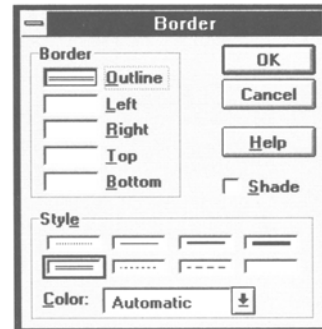 Border
Border
Outline
Left
Right
Top
Bottom
OK
Cancel
Help
Shade
Style
Color: Automatic